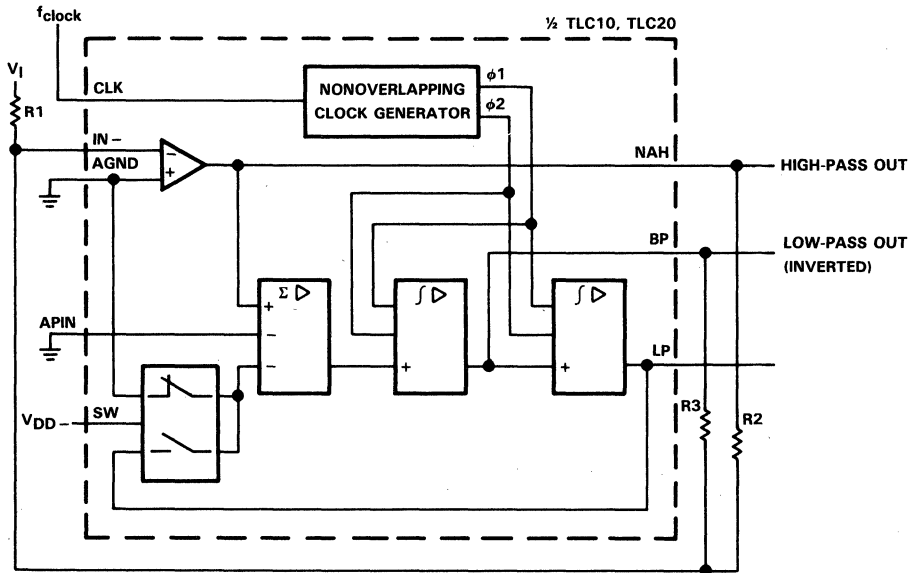 fclock
½ TLC10, TLC20
VI
CLK
NONOVERLAPPING
CLOCK GENERATOR
ϕ1
ϕ2
R1
IN –
AGND
NAH
HIGH-PASS OUT
–
+
BP
LOW-PASS OUT
(INVERTED)
Σ ▷
∫ ▷
∫ ▷
+
APIN
–
–
+
+
LP
VDD –
SW
R3
R2